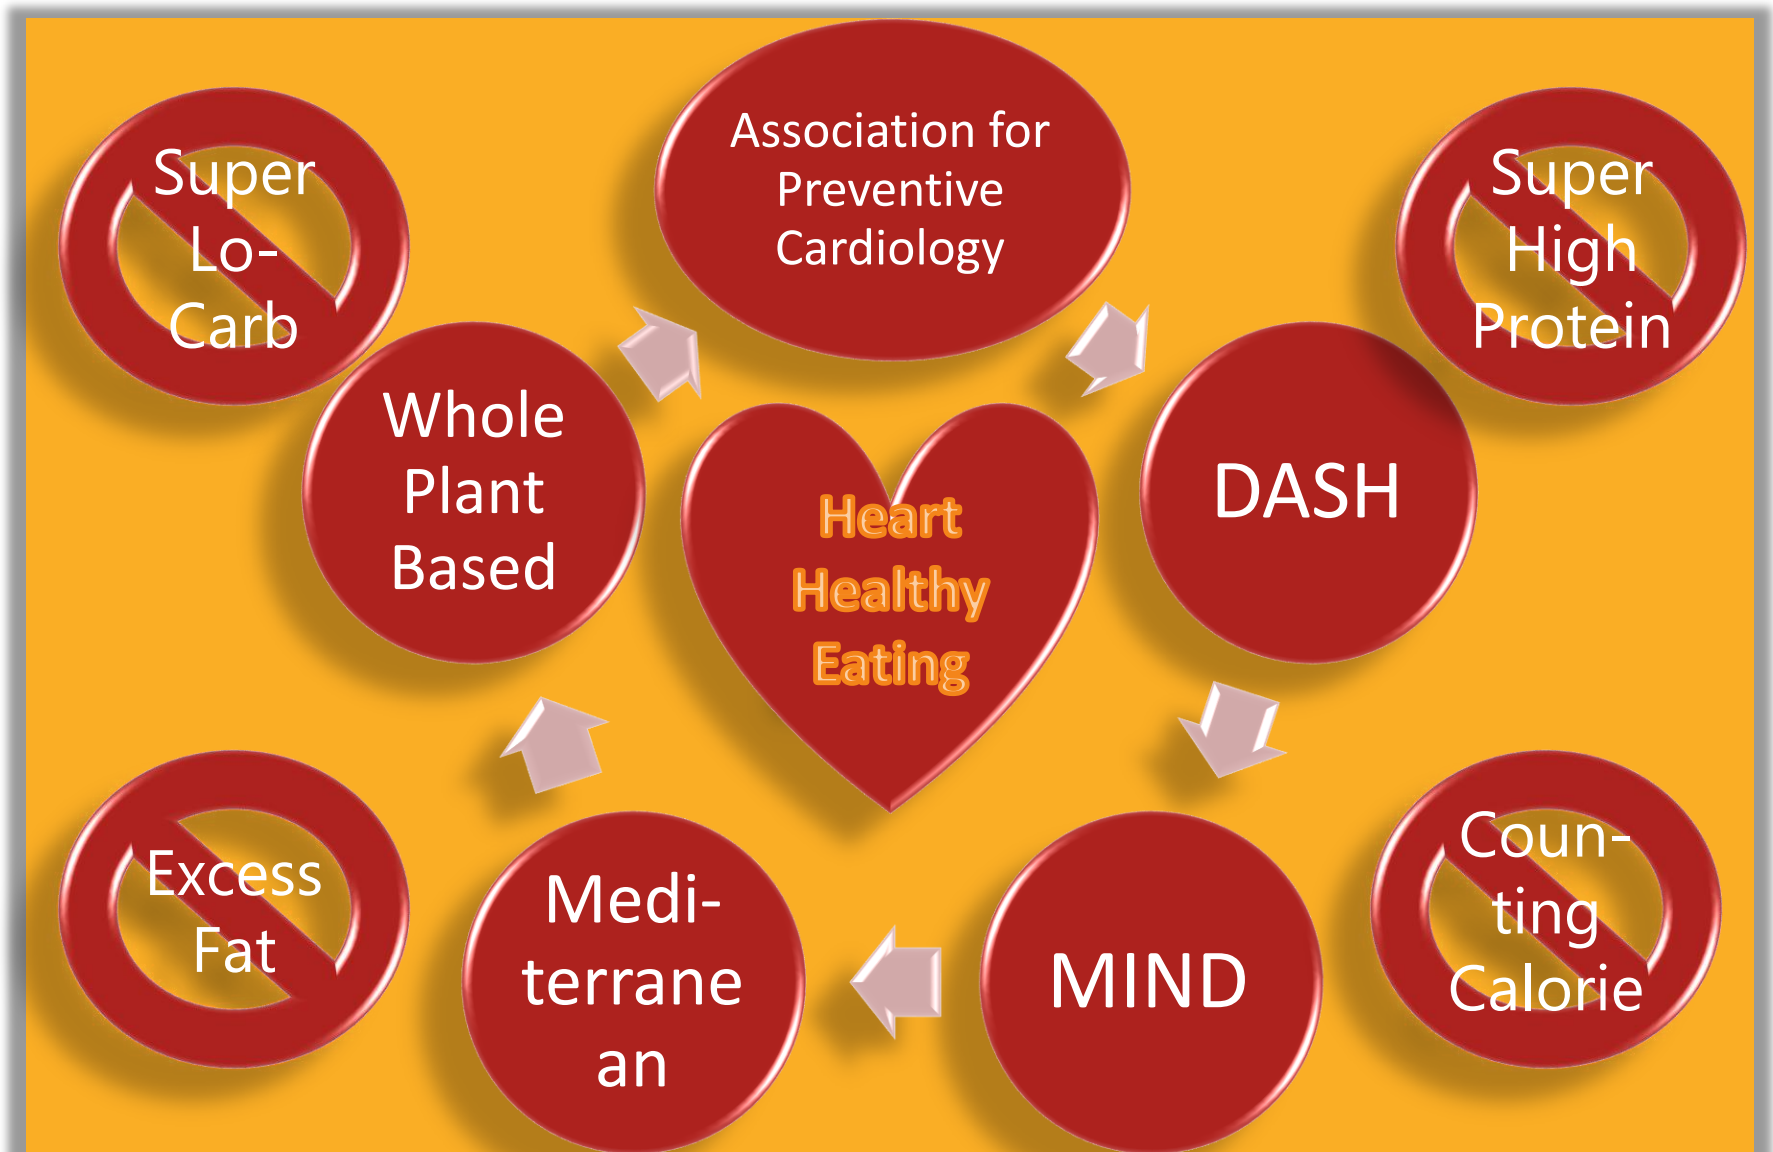 Association for
Preventive
Cardiology
Super
Lo-
Carb
Super
High
Protein
Whole
Plant
Based
DASH
Heart
Healthy
Eating
Excess
Fat
Medi-
terrane
an
MIND
Coun-
ting
Calorie